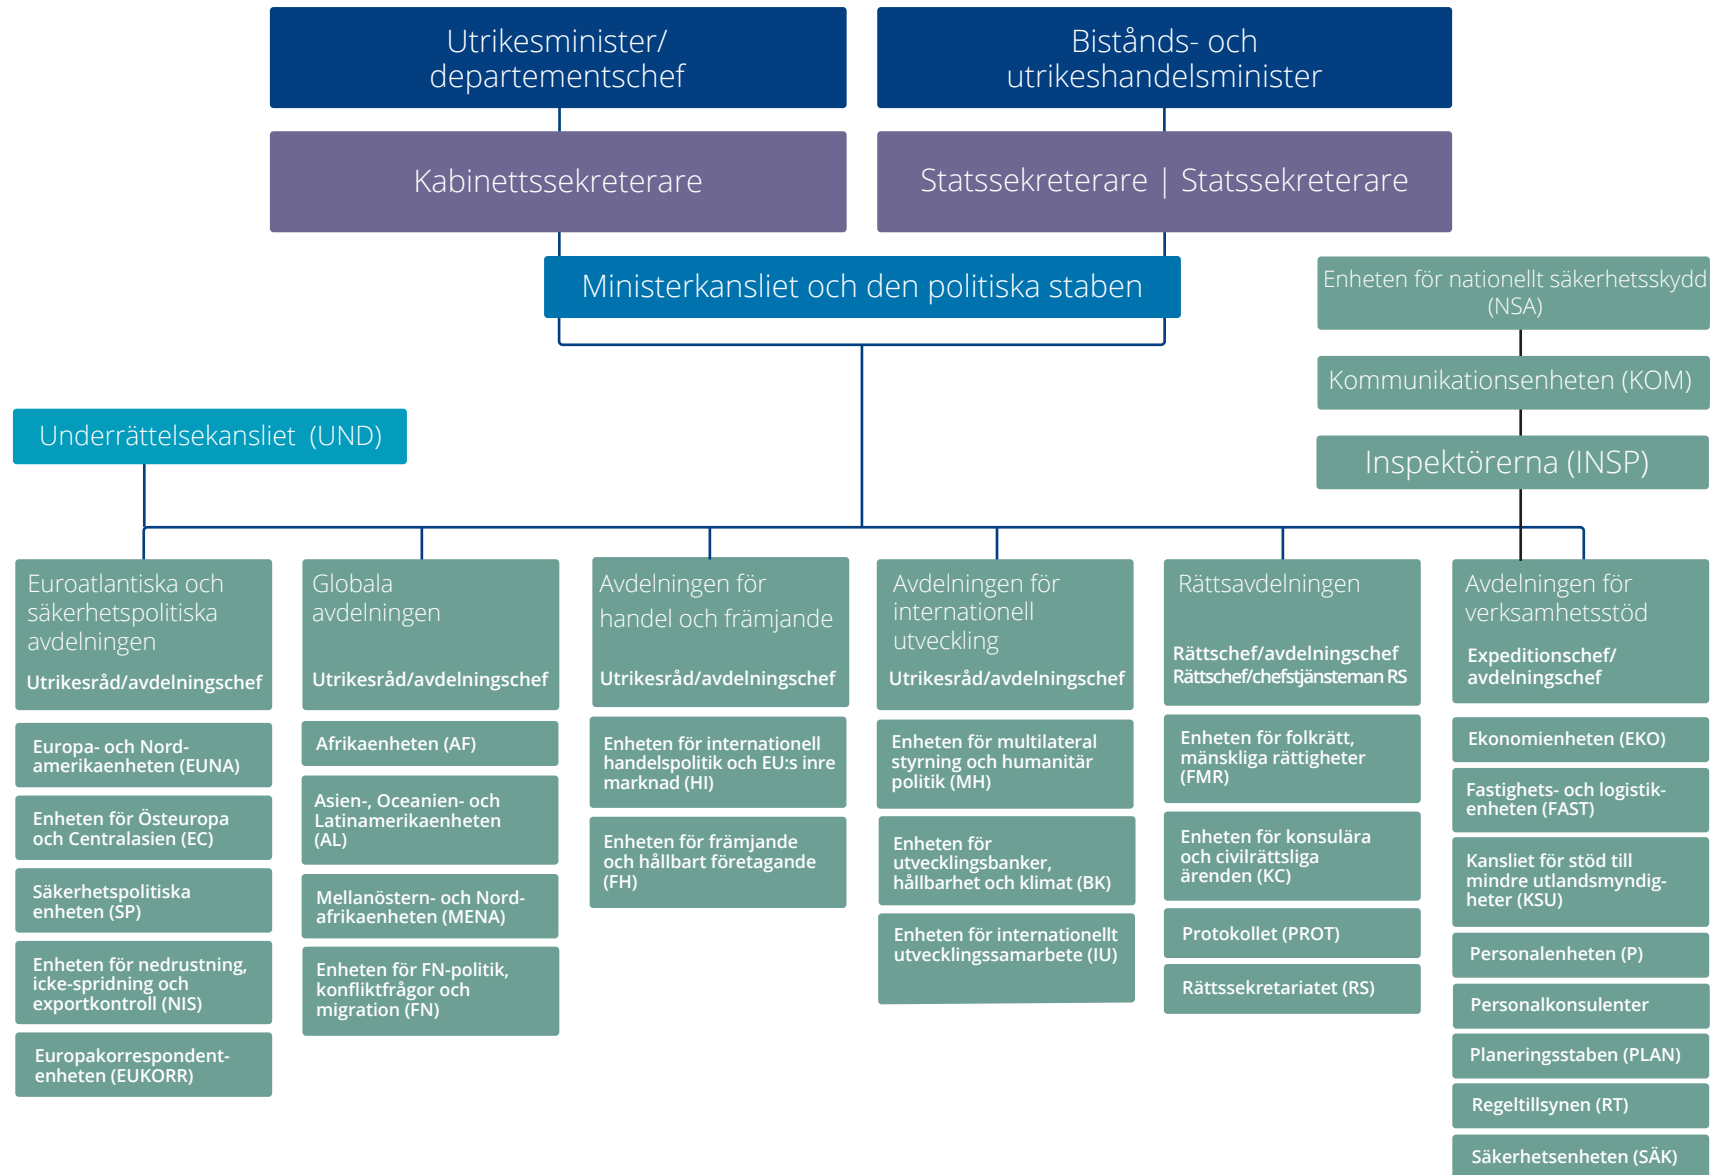 Utrikesminister/
departementschef
Bistånds- och
utrikeshandelsminister
Kabinettssekreterare
Statssekreterare | Statssekreterare
Ministerkansliet och den politiska staben
Enheten för nationellt säkerhetsskydd
(NSA)
Kommunikationsenheten (KOM)
Inspektörerna (INSP)
Underrättelsekansliet (UND)
Euroatlantiska och
säkerhetspolitiska
avdelningen
Utrikesråd/avdelningschef
Europa- och Nord-
amerikaenheten (EUNA)
Enheten för Östeuropa
och Centralasien (EC)
Säkerhetspolitiska
enheten (SP)
Enheten för nedrustning,
icke-spridning och
exportkontroll (NIS)
Europakorrespondent-
enheten (EUKORR)
Globala
avdelningen
Utrikesråd/avdelningschef
Afrikaenheten (AF)
Asien-, Oceanien- och
Latinamerikaenheten
(AL)
Mellanöstern- och Nord-
afrikaenheten (MENA)
Enheten för FN-politik,
konfliktfrågor och
migration (FN)
Avdelningen för
handel och främjande
Utrikesråd/avdelningschef
Enheten för internationell
handelspolitik och EU:s inre
marknad (HI)
Enheten för främjande
och hållbart företagande
(FH)
Avdelningen för
internationell
utveckling
Utrikesråd/avdelningschef
Enheten för multilateral
styrning och humanitär
politik (MH)
Enheten för
utvecklingsbanker,
hållbarhet och klimat (BK)
Enheten för internationellt
utvecklingssamarbete (IU)
Rättsavdelningen
Rättschef/avdelningschef
Rättschef/chefstjänsteman RS
Enheten för folkrätt,
mänskliga rättigheter
(FMR)
Enheten för konsulära
och civilrättsliga
ärenden (KC)
Protokollet (PROT)
Rättssekretariatet (RS)
Avdelningen för
verksamhetsstöd
Expeditionschef/
avdelningschef
Ekonomienheten (EKO)
Fastighets- och logistik-
enheten (FAST)
Kansliet för stöd till
mindre utlandsmyndig-
heter (KSU)
Personalenheten (P)
Personalkonsulenter
Planeringsstaben (PLAN)
Regeltillsynen (RT)
Säkerhetsenheten (SÄK)